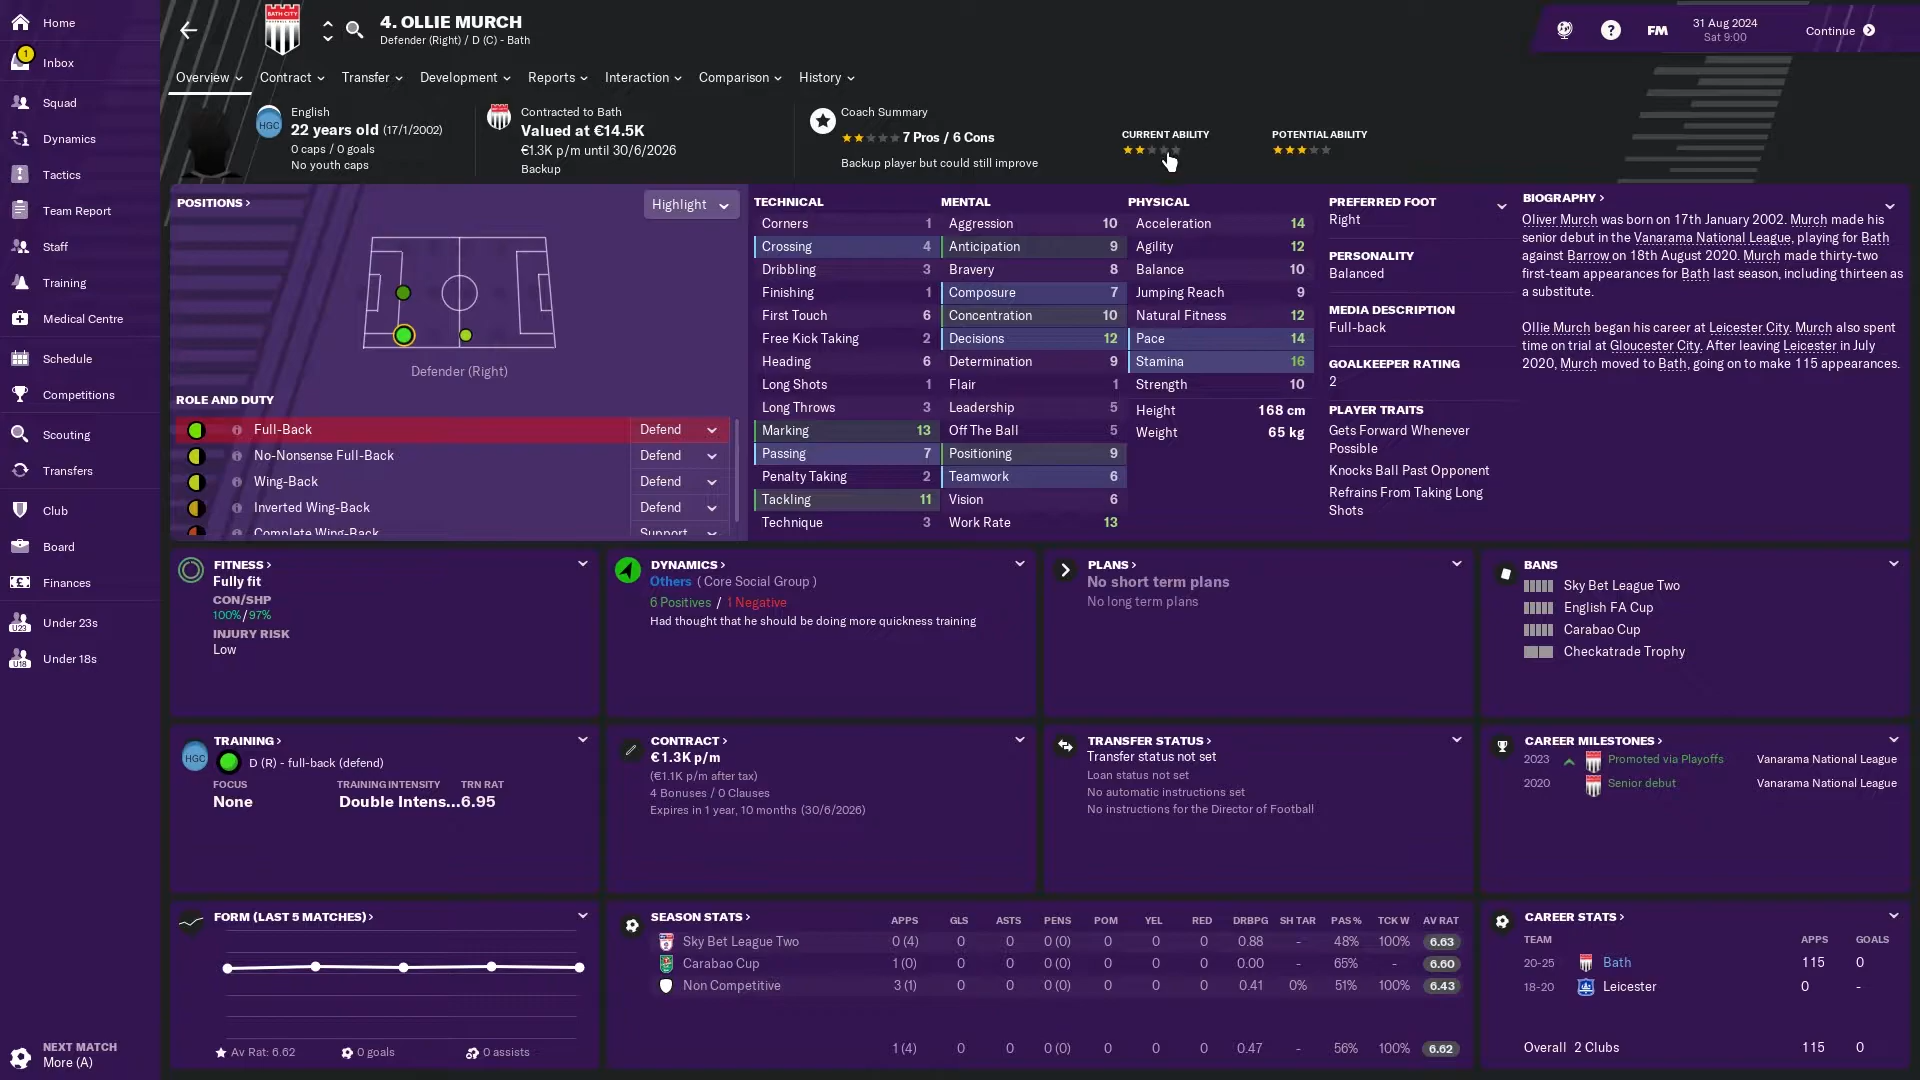 Home
Inbox
1
Squad
Dynamics
Tactics
Team Report
Staff
Training
Medical Centre
Schedule
Competitions
Scouting
Transfers
Club
Board
Finances
Under 23s
U23
Under 18s
U18
NEXT MATCH
More (A)
BATH CITY
4. OLLIE MURCH
Defender (Right) / D (C) - Bath
FM
31 Aug 2024
Sat 9:00
Continue
Overview
Contract
Transfer
Development
Reports
Interaction
Comparison
History
HGC
English
22 years old (17/1/2002)
0 caps / 0 goals
No youth caps
Contracted to Bath
Valued at €14.5K
€1.3K p/m until 30/6/2026
Backup
Coach Summary
7 Pros / 6 Cons
Backup player but could still improve
CURRENT ABILITY
POTENTIAL ABILITY
POSITIONS >
Highlight
Defender (Right)
ROLE AND DUTY
Full-Back Defend
No-Nonsense Full-Back Defend
Wing-Back Defend
Inverted Wing-Back Defend
Complete Wing-Back Support
TECHNICAL
Corners 1
Crossing 4
Dribbling 3
Finishing 1
First Touch 6
Free Kick Taking 2
Heading 6
Long Shots 1
Long Throws 3
Marking 13
Passing 7
Penalty Taking 2
Tackling 11
Technique 3
MENTAL
Aggression 10
Anticipation 9
Bravery 8
Composure 7
Concentration 10
Decisions 12
Determination 9
Flair 1
Leadership 5
Off The Ball 5
Positioning 9
Teamwork 6
Vision 6
Work Rate 13
PHYSICAL
Acceleration 14
Agility 12
Balance 10
Jumping Reach 9
Natural Fitness 12
Pace 14
Stamina 16
Strength 10
Height 168 cm
Weight 65 kg
PREFERRED FOOT
Right
PERSONALITY
Balanced
MEDIA DESCRIPTION
Full-back
GOALKEEPER RATING
2
PLAYER TRAITS
Gets Forward Whenever
Possible
Knocks Ball Past Opponent
Refrains From Taking Long
Shots
BIOGRAPHY >
Oliver Murch was born on 17th January 2002. Murch made his
senior debut in the Vanarama National League, playing for Bath
against Barrow on 18th August 2020. Murch made thirty-two
first-team appearances for Bath last season, including thirteen as
a substitute.
Ollie Murch began his career at Leicester City. Murch also spent
time on trial at Gloucester City. After leaving Leicester in July
2020, Murch moved to Bath, going on to make 115 appearances.
FITNESS >
Fully fit
CON/SHP
100%/97%
INJURY RISK
Low
DYNAMICS >
Others ( Core Social Group )
6 Positives / 1 Negative
Had thought that he should be doing more quickness training
PLANS >
No short term plans
No long term plans
BANS
Sky Bet League Two
English FA Cup
Carabao Cup
Checkatrade Trophy
HGC
TRAINING >
D (R) - full-back (defend)
FOCUS TRAINING INTENSITY TRN RAT
None Double Intens... 6.95
CONTRACT >
€1.3K p/m
(€1.1K p/m after tax)
4 Bonuses / 0 Clauses
Expires in 1 year, 10 months (30/6/2026)
TRANSFER STATUS >
Transfer status not set
Loan status not set
No automatic instructions set
No instructions for the Director of Football
CAREER MILESTONES >
2023 Promoted via Playoffs Vanarama National League
2020 Senior debut Vanarama National League
FORM (LAST 5 MATCHES) >
Av Rat: 6.62 0 goals 0 assists
SEASON STATS > APPS GLS ASTS PENS POM YEL RED DRBPG SH TAR PAS % TCK W AV RAT
Sky Bet League Two 0 (4) 0 0 0 (0) 0 0 0 0.88 - 48% 100% 6.63
Carabao Cup 1 (0) 0 0 0 (0) 0 0 0 0.00 - 65% - 6.60
Non Competitive 3 (1) 0 0 0 (0) 0 0 0 0.41 0% 51% 100% 6.43
1 (4) 0 0 0 (0) 0 0 0 0.47 - 56% 100% 6.62
CAREER STATS >
TEAM APPS GOALS
20-25 Bath 115 0
18-20 Leicester 0 -
Overall 2 Clubs 115 0